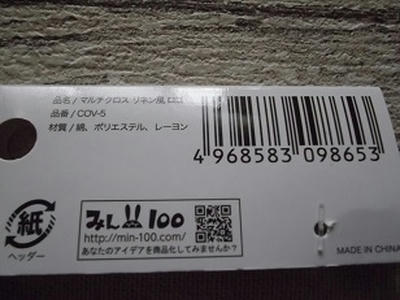 品名 / マルチクロス リネン風 ロゴ
品番 / COV-5
材質 / 綿、ポリエステル、レーヨン
4 968583 098653
紙
ヘッダー
みん 100
http://min-100.com/
あなたのアイデアを商品化してみませんか?
MADE IN CHINA